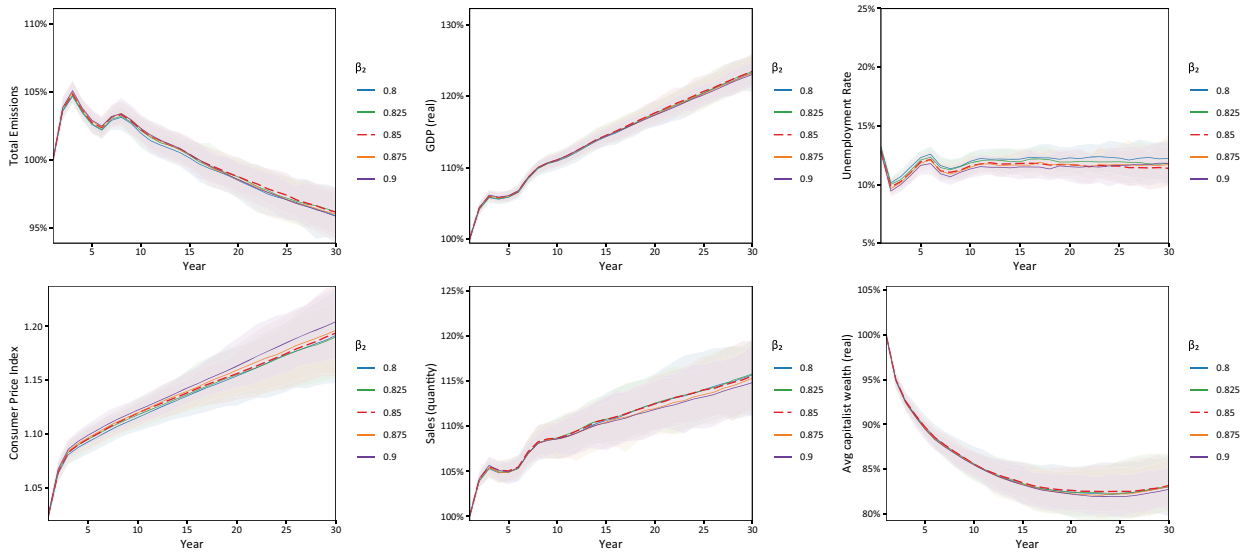 Total Emissions
110%
105%
100%
95%
5 10 15 20 25 30
Year
β₂
0.8
0.825
0.85
0.875
0.9
GDP (real)
130%
120%
110%
100%
5 10 15 20 25 30
Year
β₂
0.8
0.825
0.85
0.875
0.9
Unemployment Rate
25%
20%
15%
10%
5%
5 10 15 20 25 30
Year
β₂
0.8
0.825
0.85
0.875
0.9
Consumer Price Index
1.20
1.15
1.10
1.05
5 10 15 20 25 30
Year
β₂
0.8
0.825
0.85
0.875
0.9
Sales (quantity)
125%
120%
115%
110%
105%
100%
5 10 15 20 25 30
Year
β₂
0.8
0.825
0.85
0.875
0.9
Avg capitalist wealth (real)
105%
100%
95%
90%
85%
80%
5 10 15 20 25 30
Year
β₂
0.8
0.825
0.85
0.875
0.9